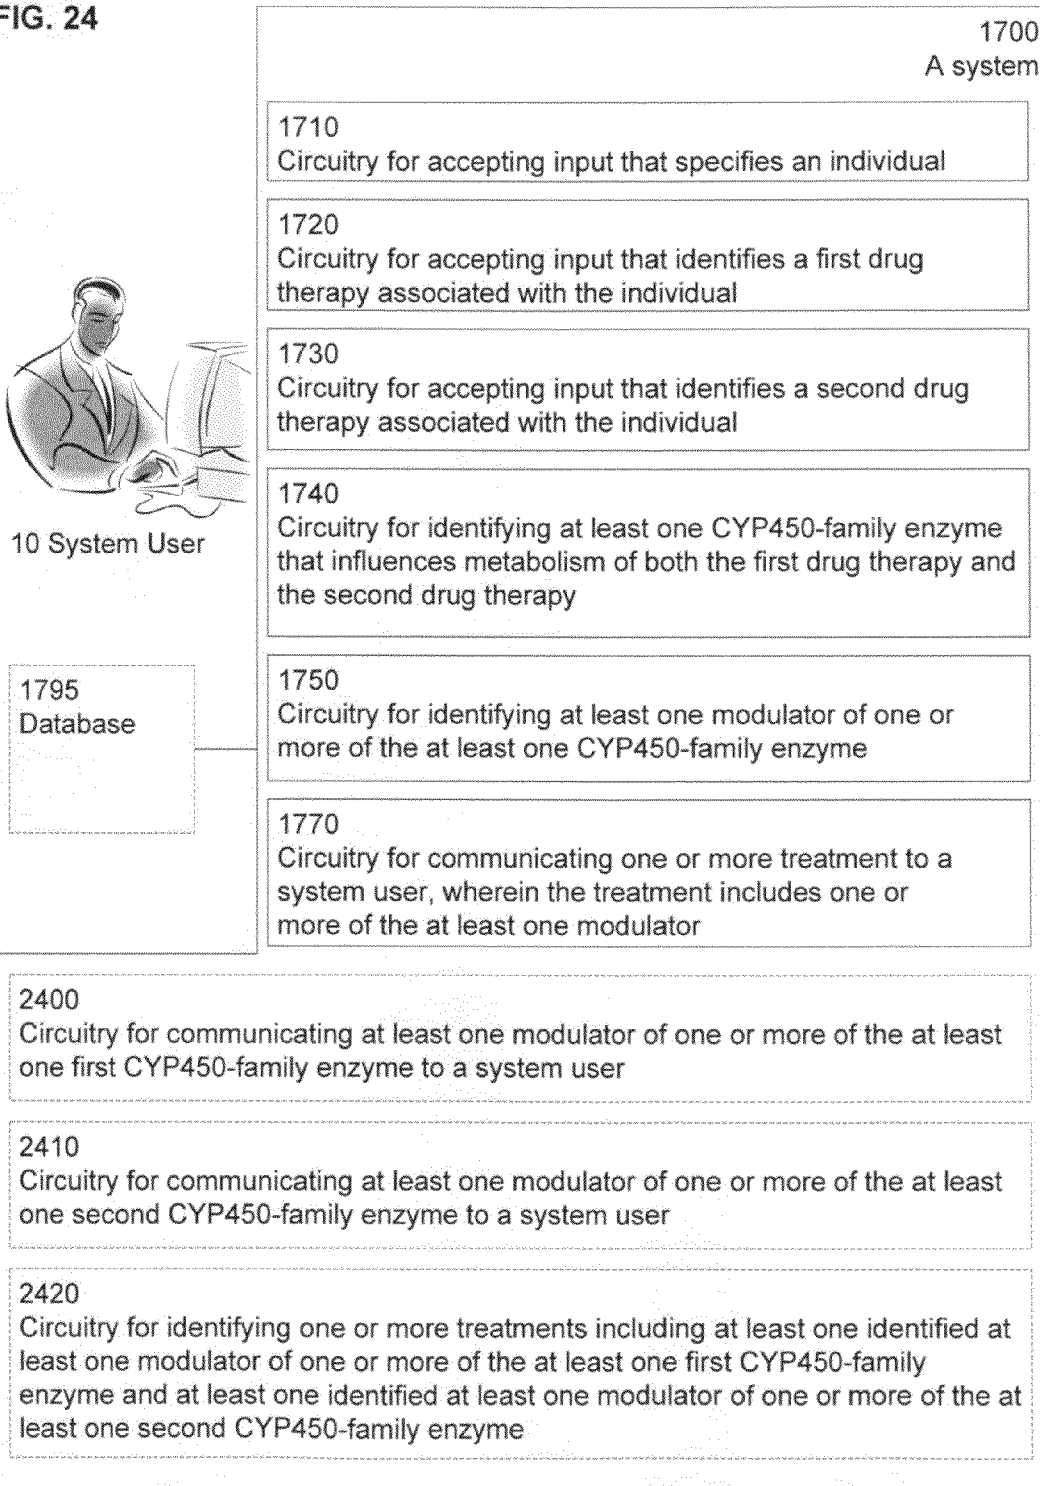 FIG. 24
1700
A system
1710
Circuitry for accepting input that specifies an individual
1720
Circuitry for accepting input that identifies a first drug
therapy associated with the individual
1730
Circuitry for accepting input that identifies a second drug
therapy associated with the individual
10 System User
1740
Circuitry for identifying at least one CYP450-family enzyme
that influences metabolism of both the first drug therapy and
the second drug therapy
1795
Database
1750
Circuitry for identifying at least one modulator of one or
more of the at least one CYP450-family enzyme
1770
Circuitry for communicating one or more treatment to a
system user, wherein the treatment includes one or
more of the at least one modulator
2400
Circuitry for communicating at least one modulator of one or more of the at least
one first CYP450-family enzyme to a system user
2410
Circuitry for communicating at least one modulator of one or more of the at least
one second CYP450-family enzyme to a system user
2420
Circuitry for identifying one or more treatments including at least one identified at
least one modulator of one or more of the at least one first CYP450-family
enzyme and at least one identified at least one modulator of one or more of the at
least one second CYP450-family enzyme